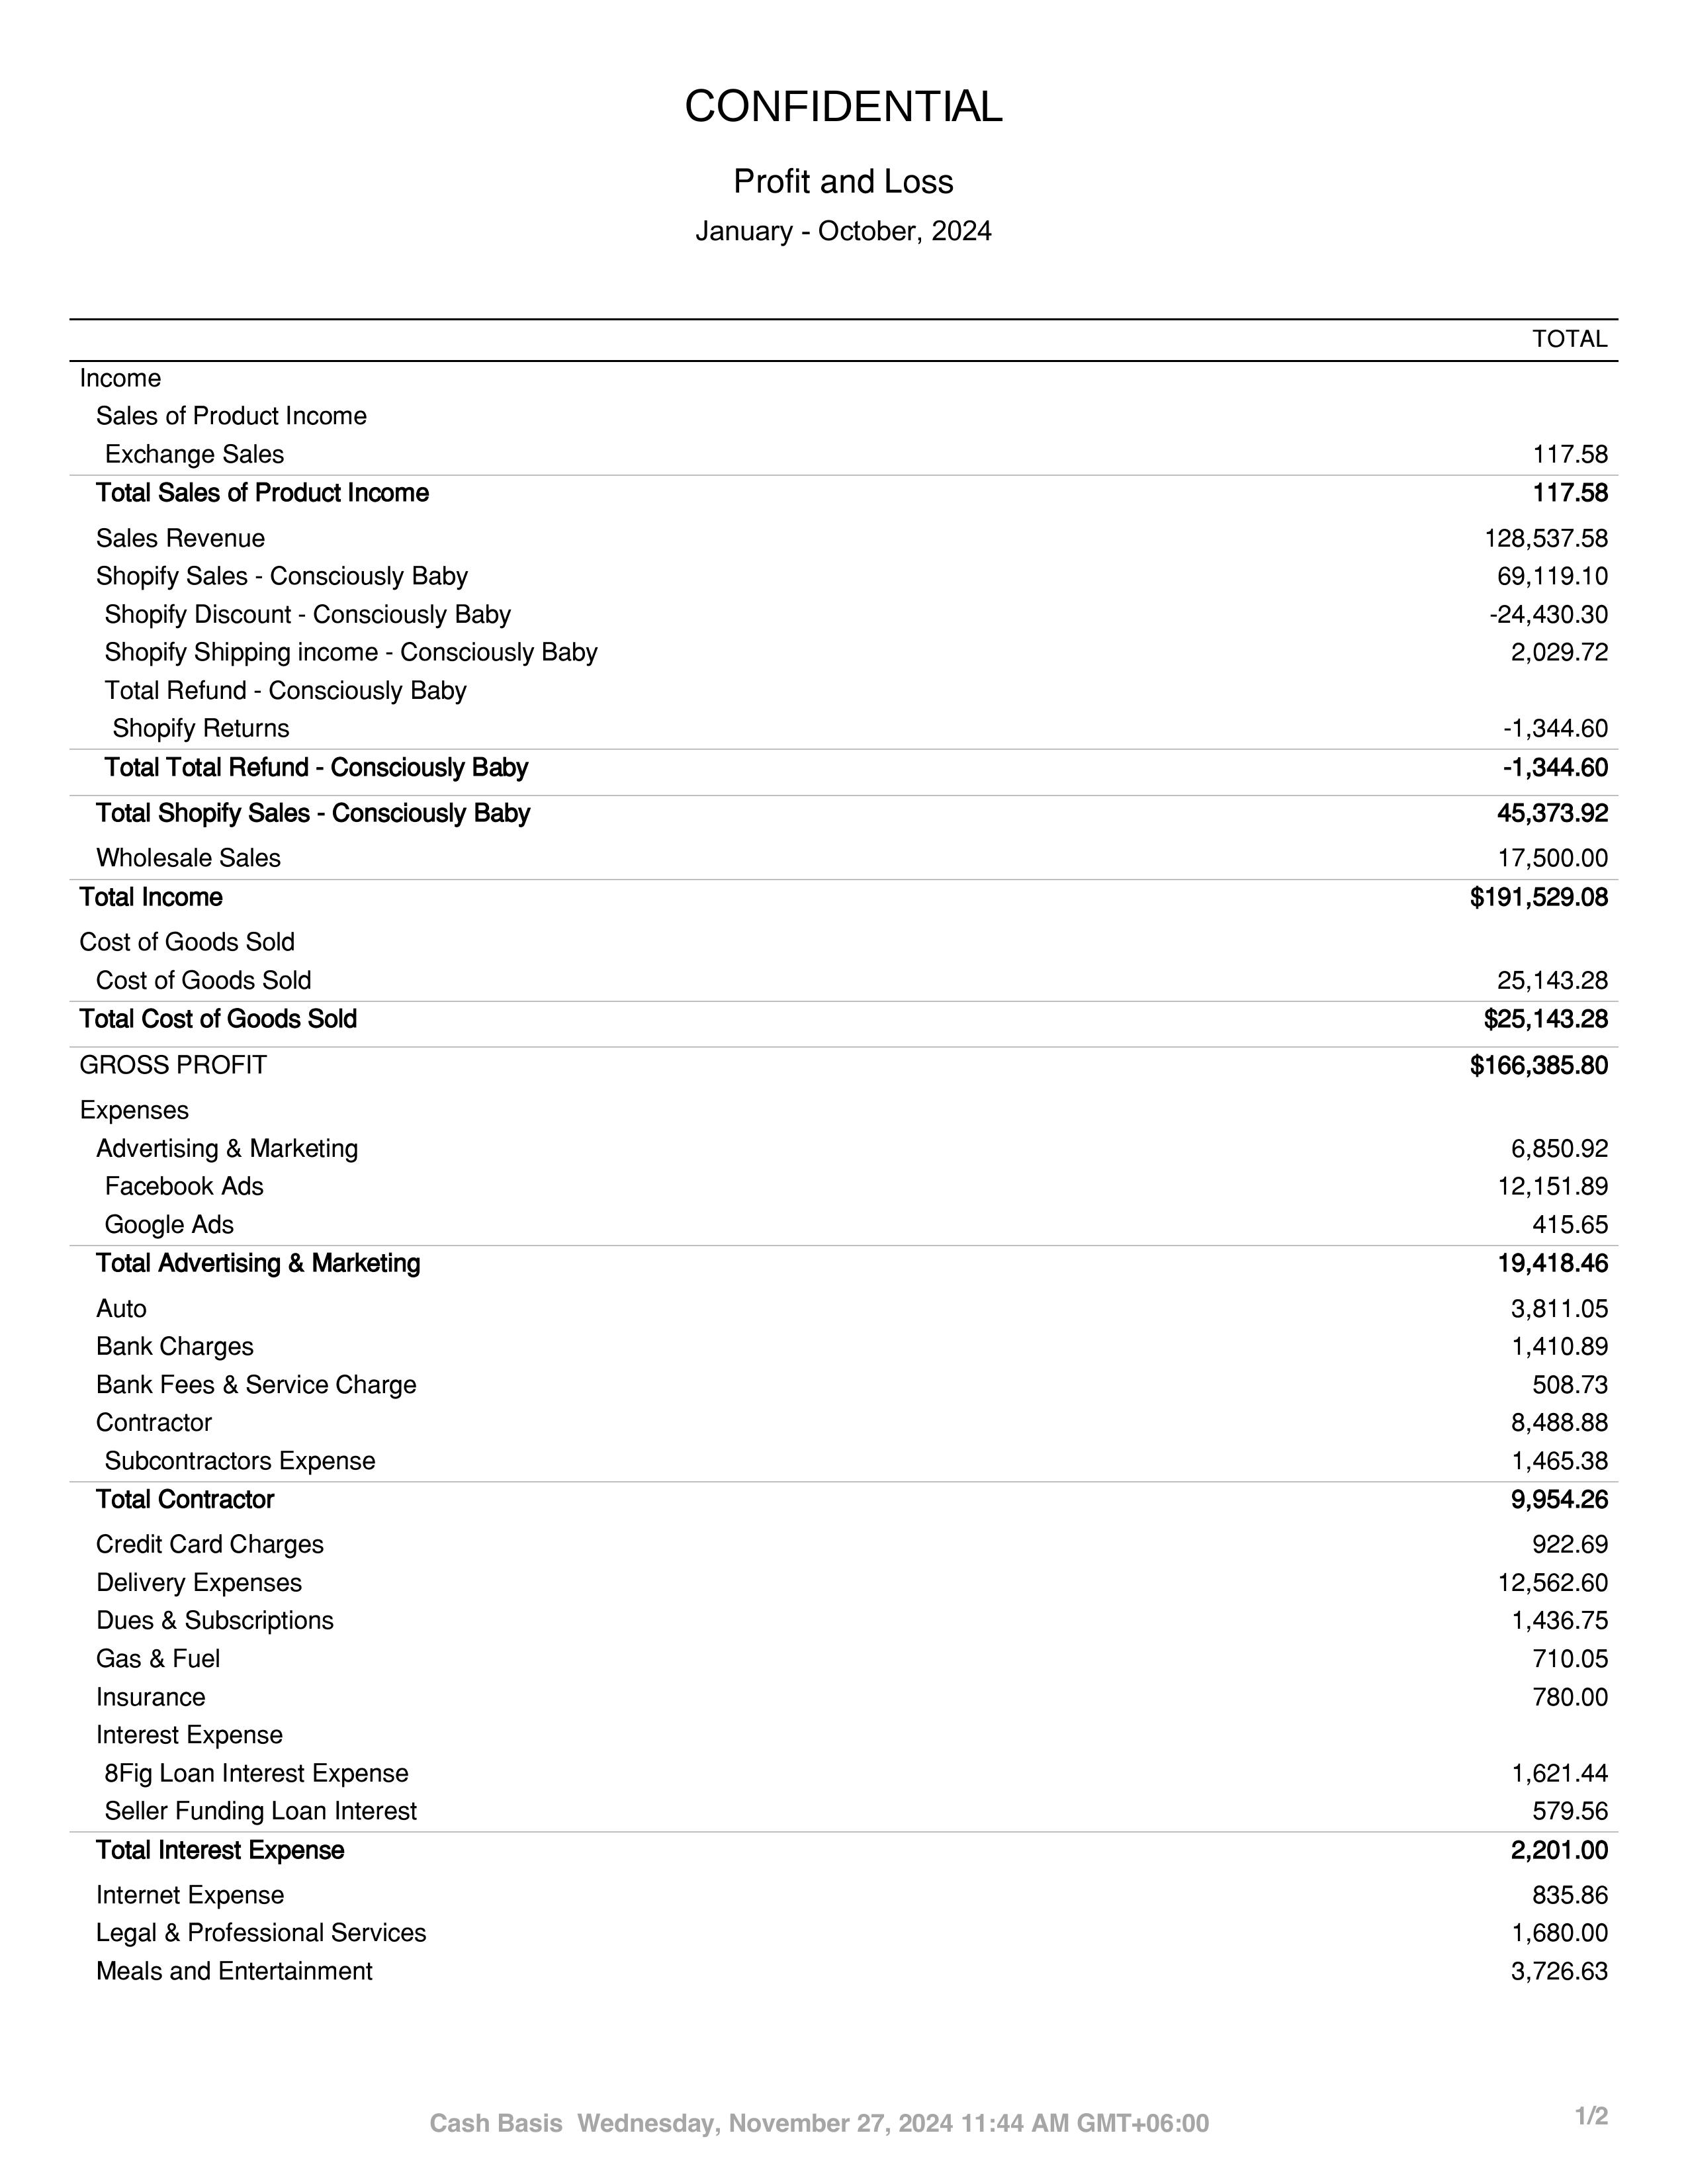 CONFIDENTIAL
Profit and Loss
January - October, 2024
TOTAL
Income
Sales of Product Income
Exchange Sales 117.58
Total Sales of Product Income 117.58
Sales Revenue 128,537.58
Shopify Sales - Consciously Baby 69,119.10
Shopify Discount - Consciously Baby -24,430.30
Shopify Shipping income - Consciously Baby 2,029.72
Total Refund - Consciously Baby
Shopify Returns -1,344.60
Total Total Refund - Consciously Baby -1,344.60
Total Shopify Sales - Consciously Baby 45,373.92
Wholesale Sales 17,500.00
Total Income $191,529.08
Cost of Goods Sold
Cost of Goods Sold 25,143.28
Total Cost of Goods Sold $25,143.28
GROSS PROFIT $166,385.80
Expenses
Advertising & Marketing 6,850.92
Facebook Ads 12,151.89
Google Ads 415.65
Total Advertising & Marketing 19,418.46
Auto 3,811.05
Bank Charges 1,410.89
Bank Fees & Service Charge 508.73
Contractor 8,488.88
Subcontractors Expense 1,465.38
Total Contractor 9,954.26
Credit Card Charges 922.69
Delivery Expenses 12,562.60
Dues & Subscriptions 1,436.75
Gas & Fuel 710.05
Insurance 780.00
Interest Expense
8Fig Loan Interest Expense 1,621.44
Seller Funding Loan Interest 579.56
Total Interest Expense 2,201.00
Internet Expense 835.86
Legal & Professional Services 1,680.00
Meals and Entertainment 3,726.63
Cash Basis Wednesday, November 27, 2024 11:44 AM GMT+06:00 1/2